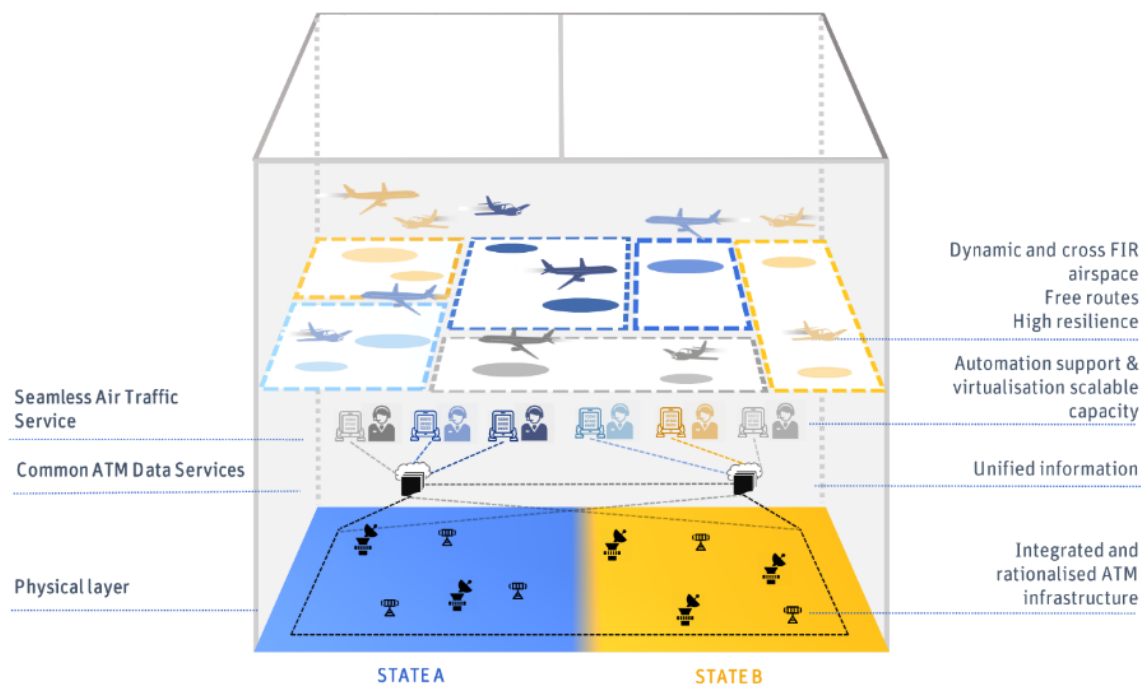 Dynamic and cross FIR
airspace
Free routes
High resilience
Automation support &
virtualisation scalable
capacity
Seamless Air Traffic
Service
Common ATM Data Services
Unified information
Physical layer
Integrated and
rationalised ATM
infrastructure
STATE A
STATE B